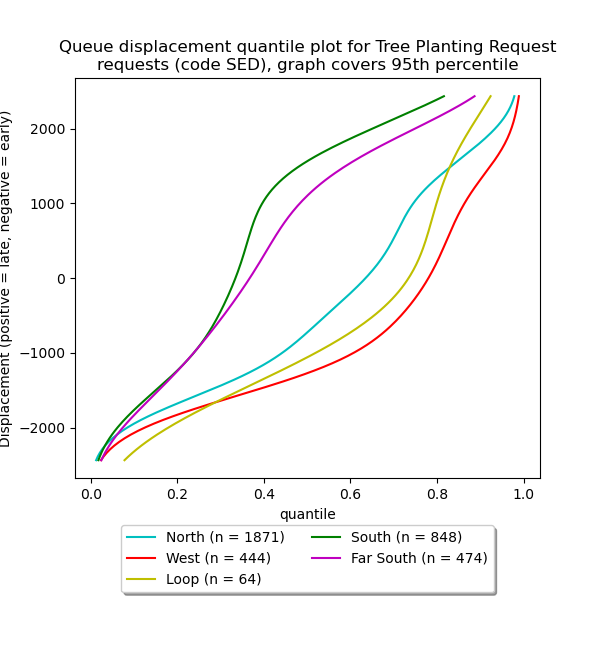 Queue displacement quantile plot for Tree Planting Request
requests (code SED), graph covers 95th percentile
Displacement (positive = late, negative = early)
2000
1000
0
−1000
−2000
0.0 0.2 0.4 0.6 0.8 1.0
quantile
North (n = 1871) South (n = 848)
West (n = 444) Far South (n = 474)
Loop (n = 64)